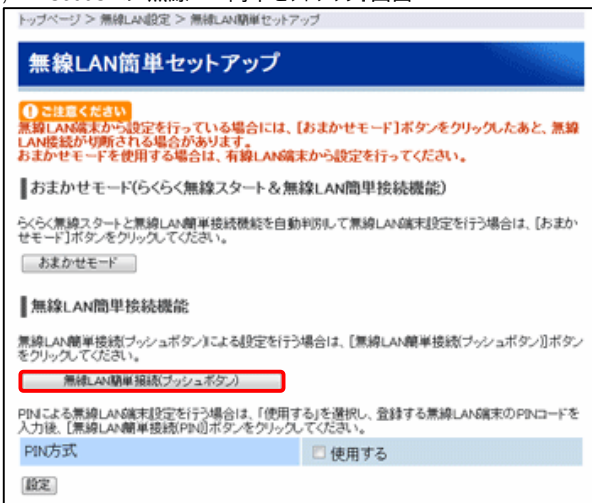 トップページ > 無線LAN設定 > 無線LAN簡単セットアップ
無線LAN簡単セットアップ
ご注意ください
無線LAN端末から設定を行っている場合には、[おまかせモード]ボタンをクリックしたあと、無線
LAN接続が切断される場合があります。
おまかせモードを使用する場合は、有線LAN端末から設定を行ってください。
おまかせモード(らくらく無線スタート&無線LAN簡単接続機能)
らくらく無線スタートと無線LAN簡単接続機能を自動判別して無線LAN端末設定を行う場合は、[おまか
せモード]ボタンをクリックしてください。
おまかせモード
無線LAN簡単接続機能
無線LAN簡単接続(プッシュボタン)による設定を行う場合は、[無線LAN簡単接続(プッシュボタン)]ボタン
をクリックしてください。
無線LAN簡単接続(プッシュボタン)
PINによる無線LAN端末設定を行う場合は、「使用する」を選択し、登録する無線LAN端末のPINコードを
入力後、[無線LAN簡単接続(PIN)]ボタンをクリックしてください。
PIN方式 使用する
設定